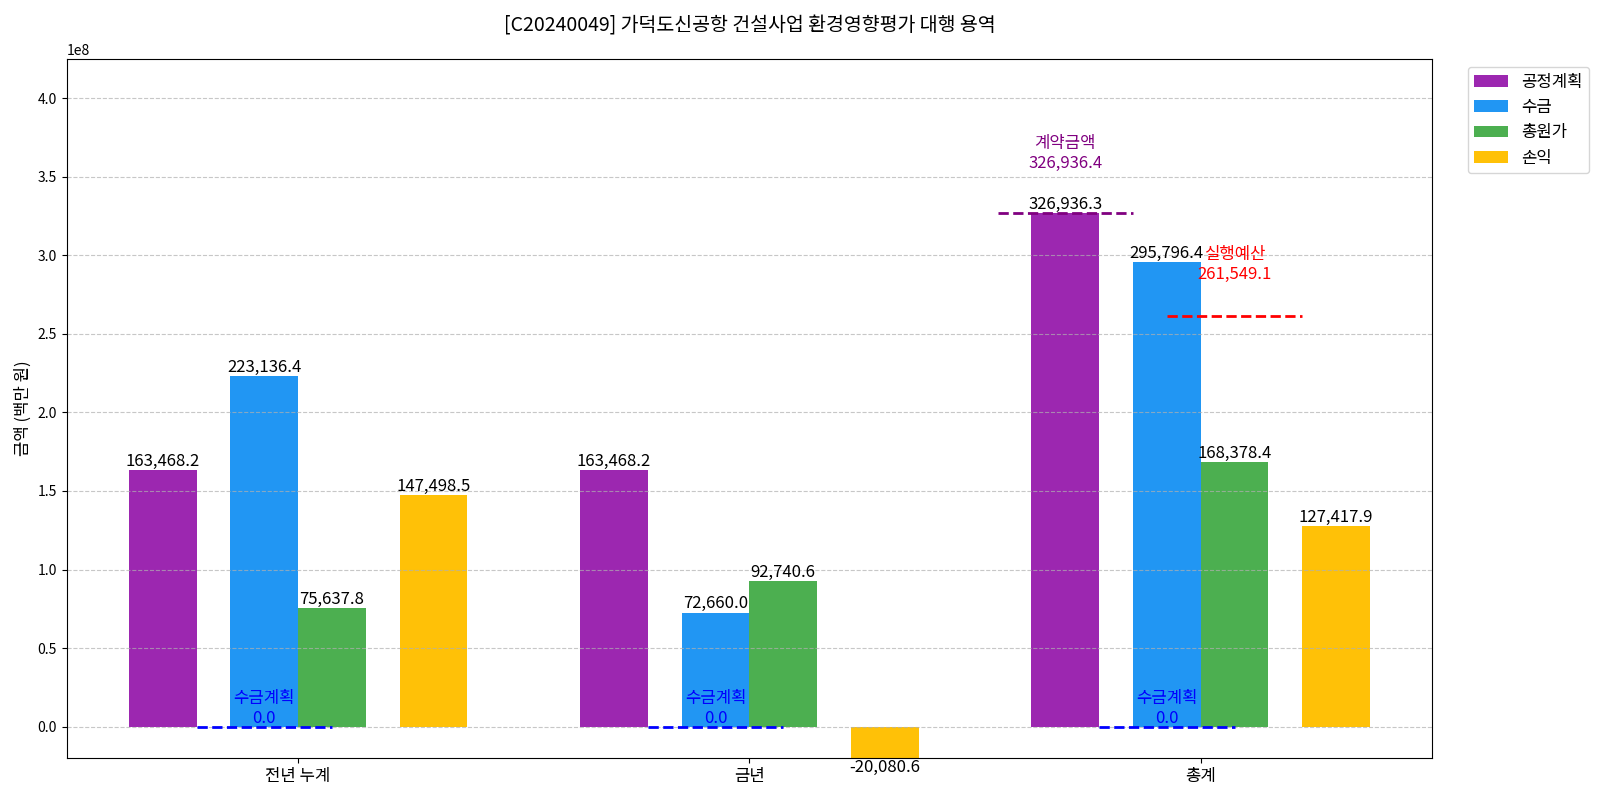 [C20240049] 가덕도신공항 건설사업 환경영향평가 대행 용역
1e8
금액 (백만 원)
4.0
3.5
3.0
2.5
2.0
1.5
1.0
0.5
0.0
공정계획
수금
총원가
손익
163,468.2
223,136.4
75,637.8
147,498.5
수금계획
0.0
163,468.2
72,660.0
92,740.6
-20,080.6
수금계획
0.0
계약금액
326,936.4
326,936.3
295,796.4
실행예산
261,549.1
168,378.4
127,417.9
수금계획
0.0
전년 누계
금년
총계